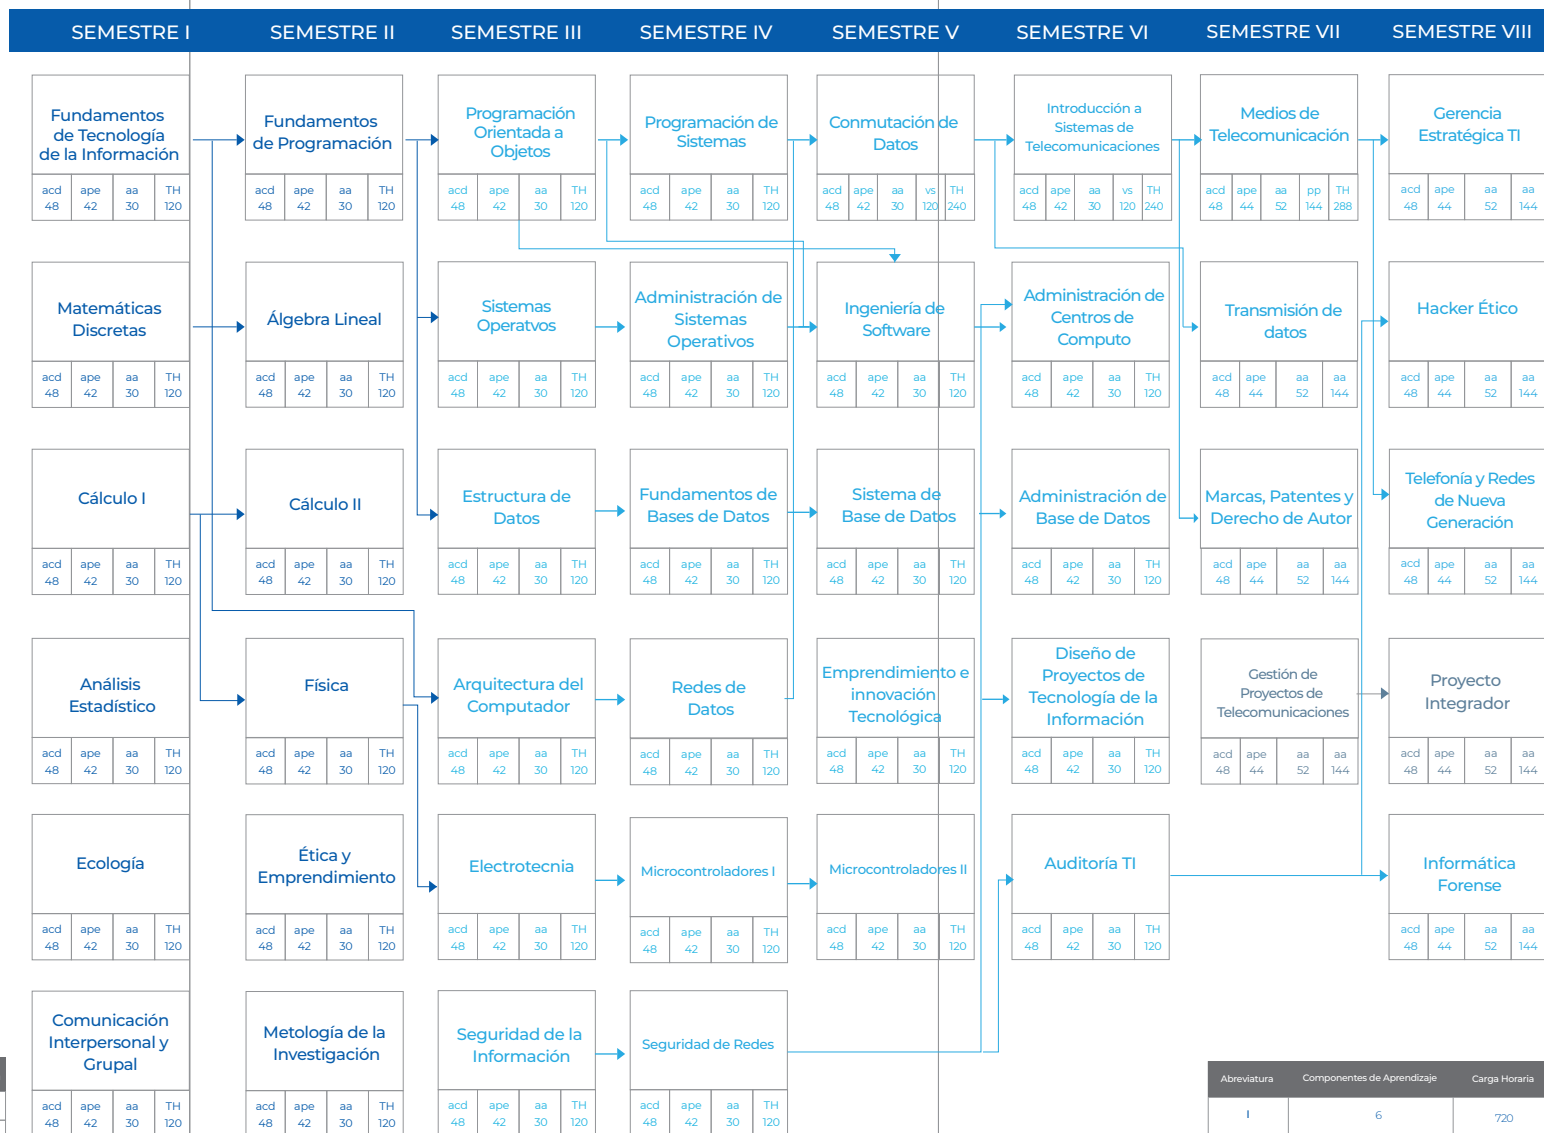 SEMESTRE I
SEMESTRE II
SEMESTRE III
SEMESTRE IV
SEMESTRE V
SEMESTRE VI
SEMESTRE VII
SEMESTRE VIII
Fundamentos
de Tecnología
de la Información
acd ape aa TH
48 42 30 120
Fundamentos
de Programación
acd ape aa TH
48 42 30 120
Programación
Orientada a
Objetos
acd ape aa TH
48 42 30 120
Programación de
Sistemas
acd ape aa TH
48 42 30 120
Conmutación de
Datos
acd ape aa vs TH
48 42 30 120 240
Introducción a
Sistemas de
Telecomunicaciones
acd ape aa vs TH
48 42 30 120 240
Medios de
Telecomunicación
acd ape aa pp TH
48 44 52 144 288
Gerencia
Estratégica TI
acd ape aa aa
48 44 52 144
Matemáticas
Discretas
acd ape aa TH
48 42 30 120
Álgebra Lineal
acd ape aa TH
48 42 30 120
Sistemas
Operatvos
acd ape aa TH
48 42 30 120
Administración de
Sistemas
Operativos
acd ape aa TH
48 42 30 120
Ingeniería de
Software
acd ape aa TH
48 42 30 120
Administración de
Centros de
Computo
acd ape aa TH
48 42 30 120
Transmisión de
datos
acd ape aa aa
48 44 52 144
Hacker Ético
acd ape aa aa
48 44 52 144
Cálculo I
acd ape aa TH
48 42 30 120
Cálculo II
acd ape aa TH
48 42 30 120
Estructura de
Datos
acd ape aa TH
48 42 30 120
Fundamentos de
Bases de Datos
acd ape aa TH
48 42 30 120
Sistema de
Base de Datos
acd ape aa TH
48 42 30 120
Administración de
Base de Datos
acd ape aa TH
48 42 30 120
Marcas, Patentes y
Derecho de Autor
acd ape aa aa
48 44 52 144
Telefonía y Redes
de Nueva
Generación
acd ape aa aa
48 44 52 144
Análisis
Estadístico
acd ape aa TH
48 42 30 120
Física
acd ape aa TH
48 42 30 120
Arquitectura del
Computador
acd ape aa TH
48 42 30 120
Redes de
Datos
acd ape aa TH
48 42 30 120
Emprendimiento e
innovación
Tecnológica
acd ape aa TH
48 42 30 120
Diseño de
Proyectos de
Tecnología de la
Información
acd ape aa TH
48 42 30 120
Gestión de
Proyectos de
Telecomunicaciones
acd ape aa aa
48 44 52 144
Proyecto
Integrador
acd ape aa aa
48 44 52 144
Ecología
acd ape aa TH
48 42 30 120
Ética y
Emprendimiento
acd ape aa TH
48 42 30 120
Electrotecnia
acd ape aa TH
48 42 30 120
Microcontroladores I
acd ape aa TH
48 42 30 120
Microcontroladores II
acd ape aa TH
48 42 30 120
Auditoría TI
acd ape aa TH
48 42 30 120
Informática
Forense
acd ape aa aa
48 44 52 144
Comunicación
Interpersonal y
Grupal
acd ape aa TH
48 42 30 120
Metología de la
Investigación
acd ape aa TH
48 42 30 120
Seguridad de la
Información
acd ape aa TH
48 42 30 120
Seguridad de Redes
acd ape aa TH
48 42 30 120
Abreviatura Componentes de Aprendizaje Carga Horaria
I 6 720